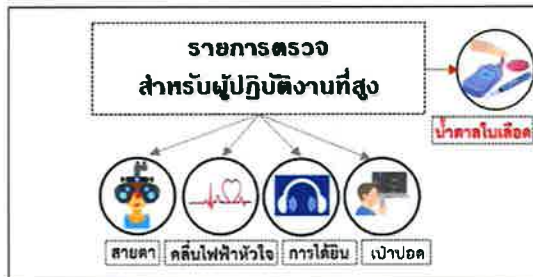 รายการตรวจ
สำหรับผู้ปฏิบัติงานที่สูง
น้ำตาลในเลือด
สายตา คลื่นไฟฟ้าหัวใจ การได้ยิน เป่าปอด